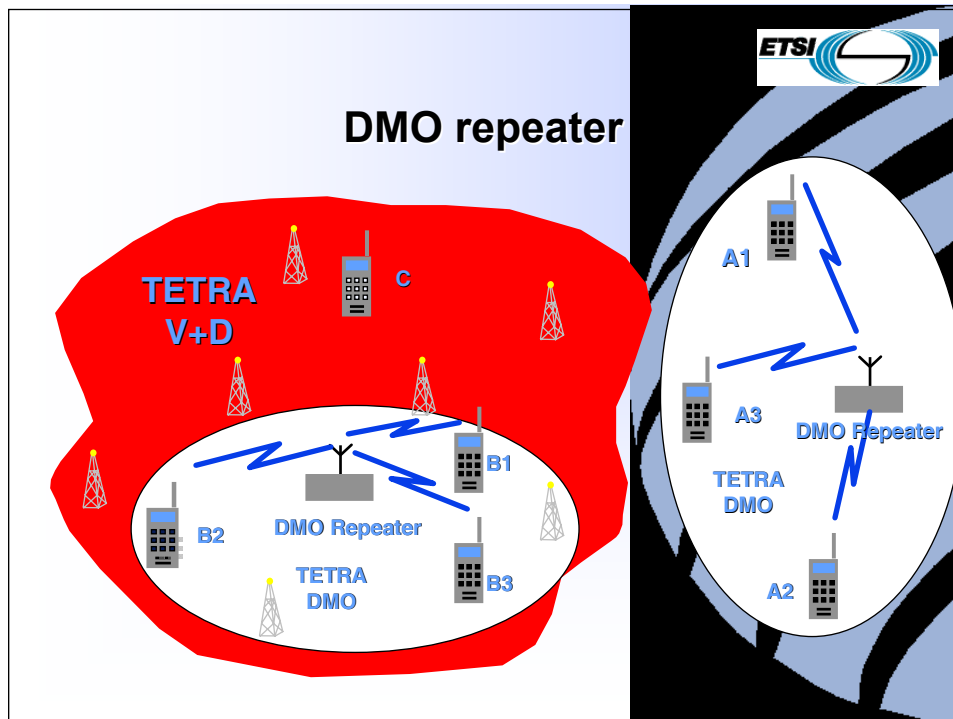 ETSI
DMO repeater
TETRA
V+D
C
B1
B2
DMO Repeater
B3
TETRA
DMO
A1
A3
DMO Repeater
TETRA
DMO
A2